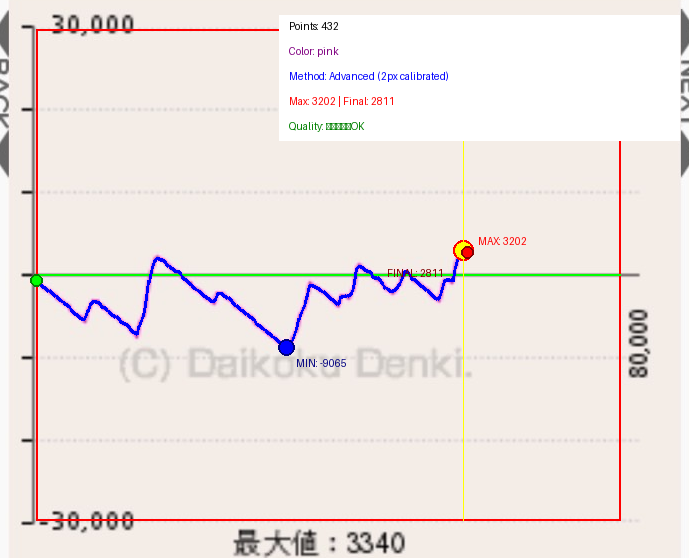 30,000
Points: 432
Color: pink
Method: Advanced (2px calibrated)
Max: 3202 | Final: 2811
Quality: □□□□□OK
BACK
NEXT
MAX: 3202
FINAL: 2811
MIN: -9065
(C) Daikoku Denki.
80,000
-30,000
最大値：3340